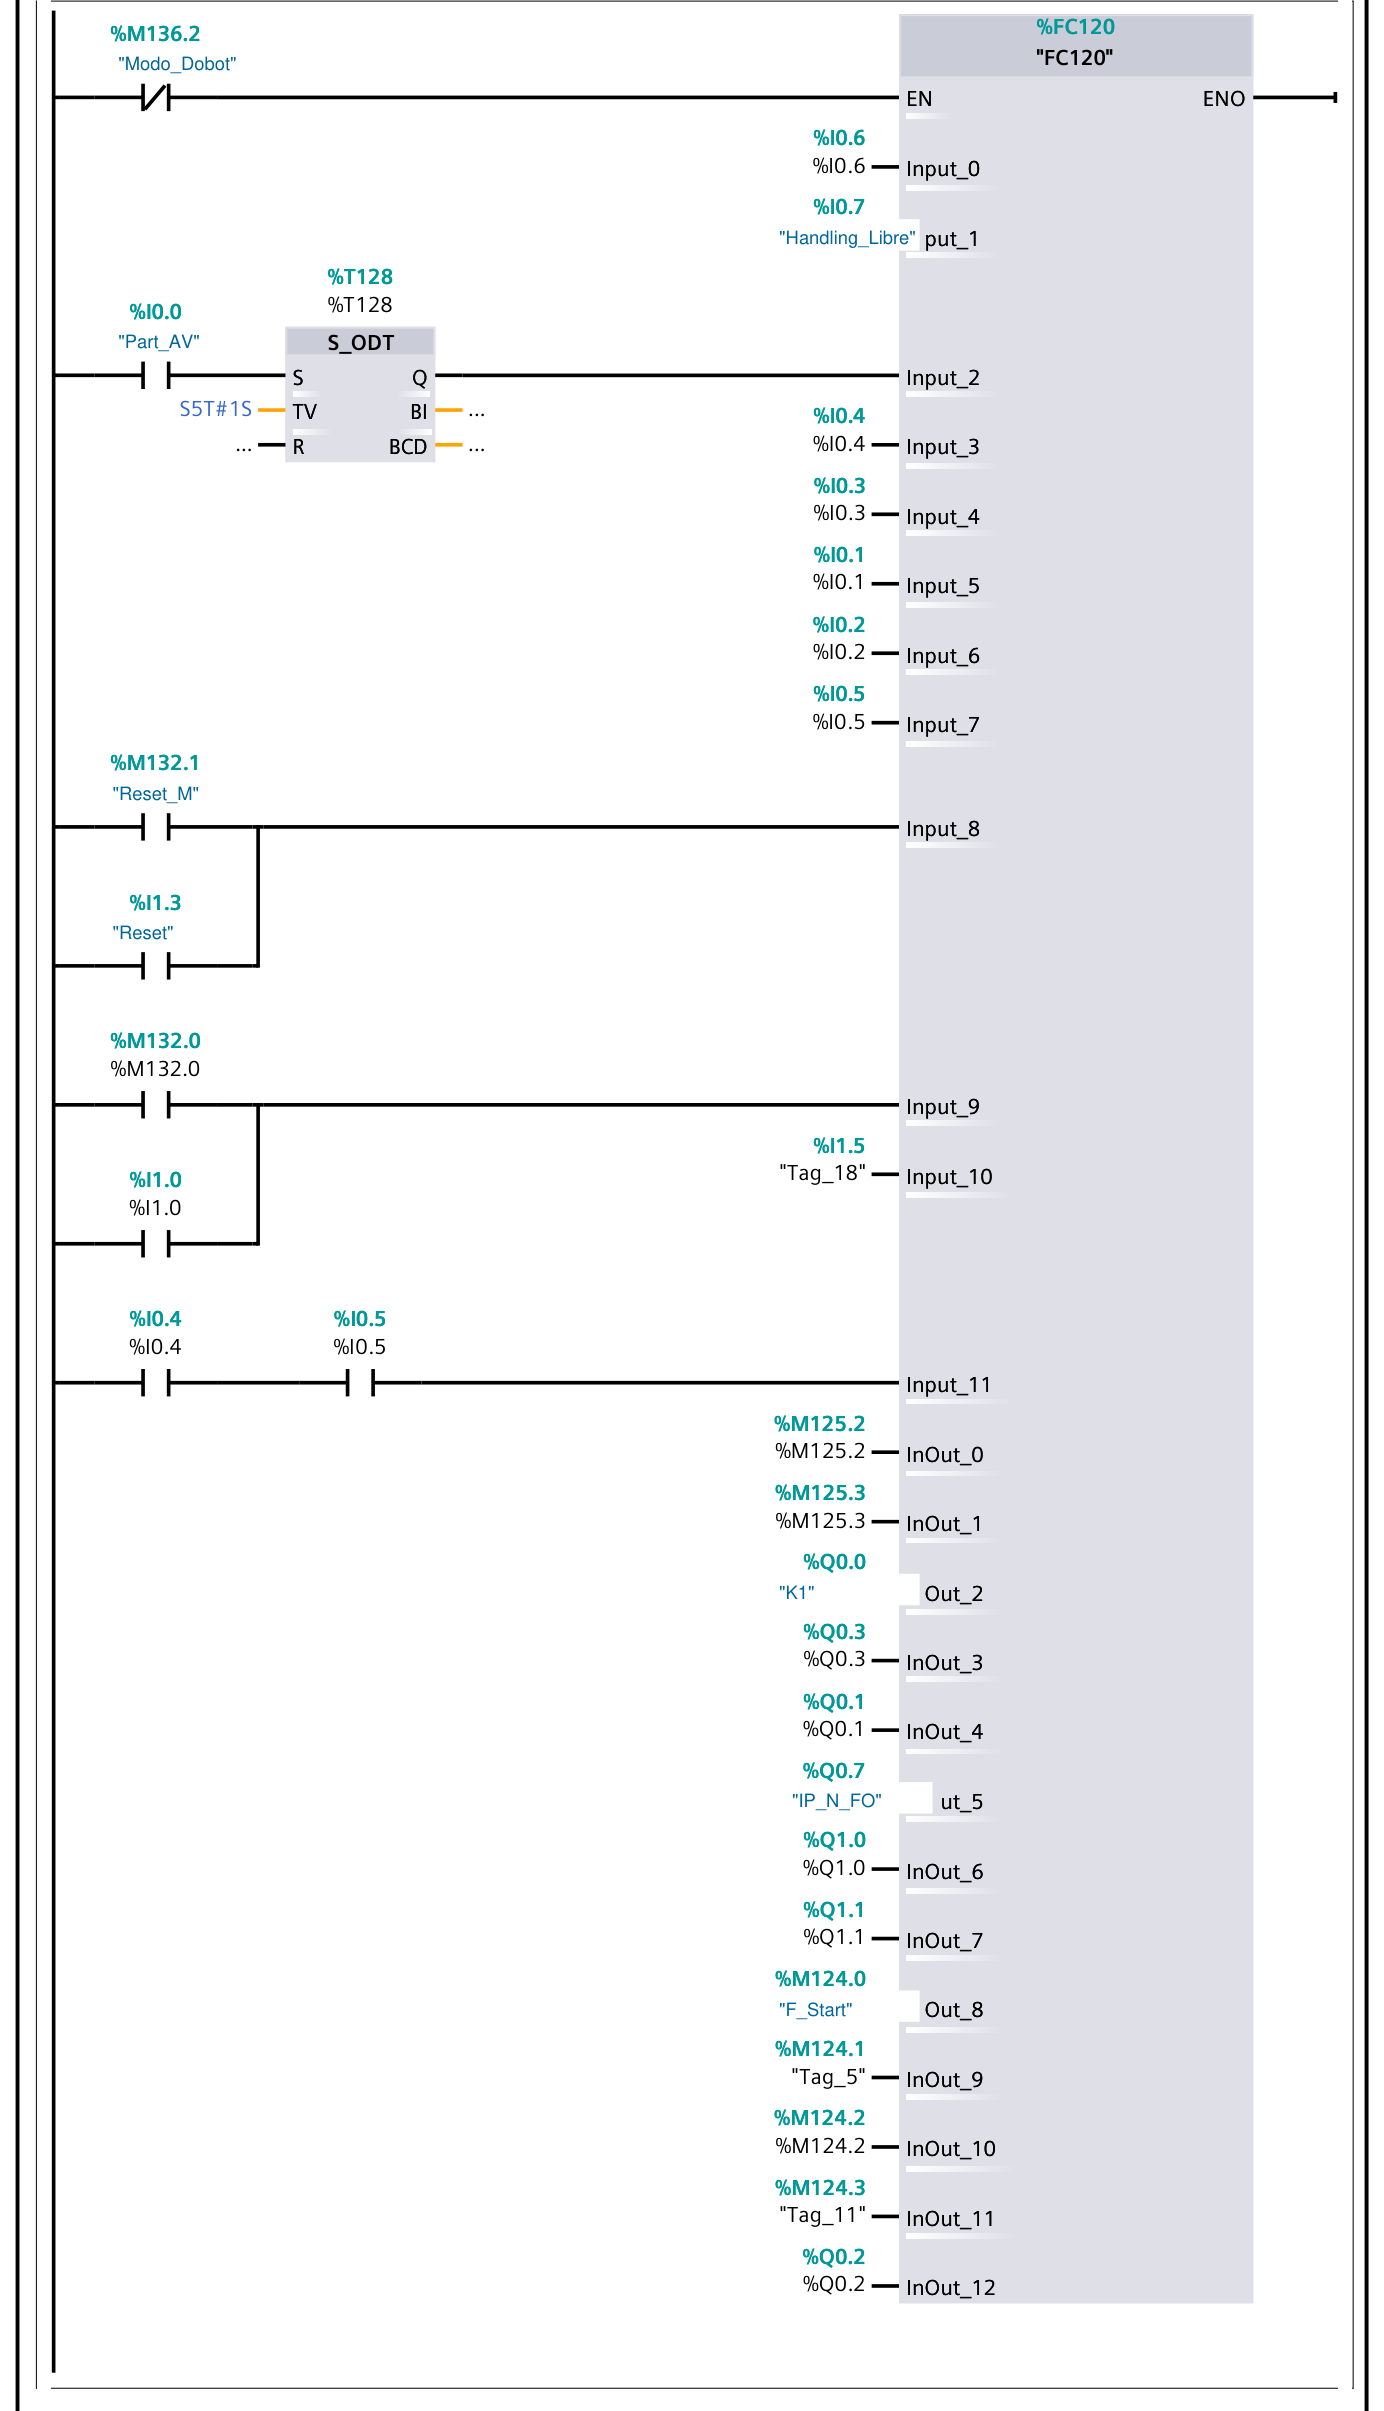 %M136.2
"Modo_Dobot"
%FC120
"FC120"
EN
ENO
%I0.6
%I0.6
Input_0
%I0.7
"Handling_Libre"
put_1
%I0.0
"Part_AV"
%T128
%T128
S_ODT
S
Q
Input_2
S5T#1S
TV
BI
...
...
R
BCD
...
%I0.4
%I0.4
Input_3
%I0.3
%I0.3
Input_4
%I0.1
%I0.1
Input_5
%I0.2
%I0.2
Input_6
%I0.5
%I0.5
Input_7
%M132.1
"Reset_M"
Input_8
%I1.3
"Reset"
%M132.0
%M132.0
Input_9
%I1.5
"Tag_18"
Input_10
%I1.0
%I1.0
%I0.4
%I0.4
%I0.5
%I0.5
Input_11
%M125.2
%M125.2
InOut_0
%M125.3
%M125.3
InOut_1
%Q0.0
"K1"
Out_2
%Q0.3
%Q0.3
InOut_3
%Q0.1
%Q0.1
InOut_4
%Q0.7
"IP_N_FO"
ut_5
%Q1.0
%Q1.0
InOut_6
%Q1.1
%Q1.1
InOut_7
%M124.0
"F_Start"
Out_8
%M124.1
"Tag_5"
InOut_9
%M124.2
%M124.2
InOut_10
%M124.3
"Tag_11"
InOut_11
%Q0.2
%Q0.2
InOut_12